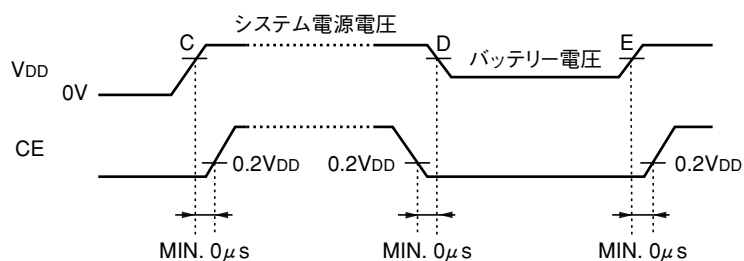 システム電源電圧
C
D
バッテリー電圧
E
VDD
0V
CE
0.2VDD
0.2VDD
0.2VDD
MIN. 0μs
MIN. 0μs
MIN. 0μs